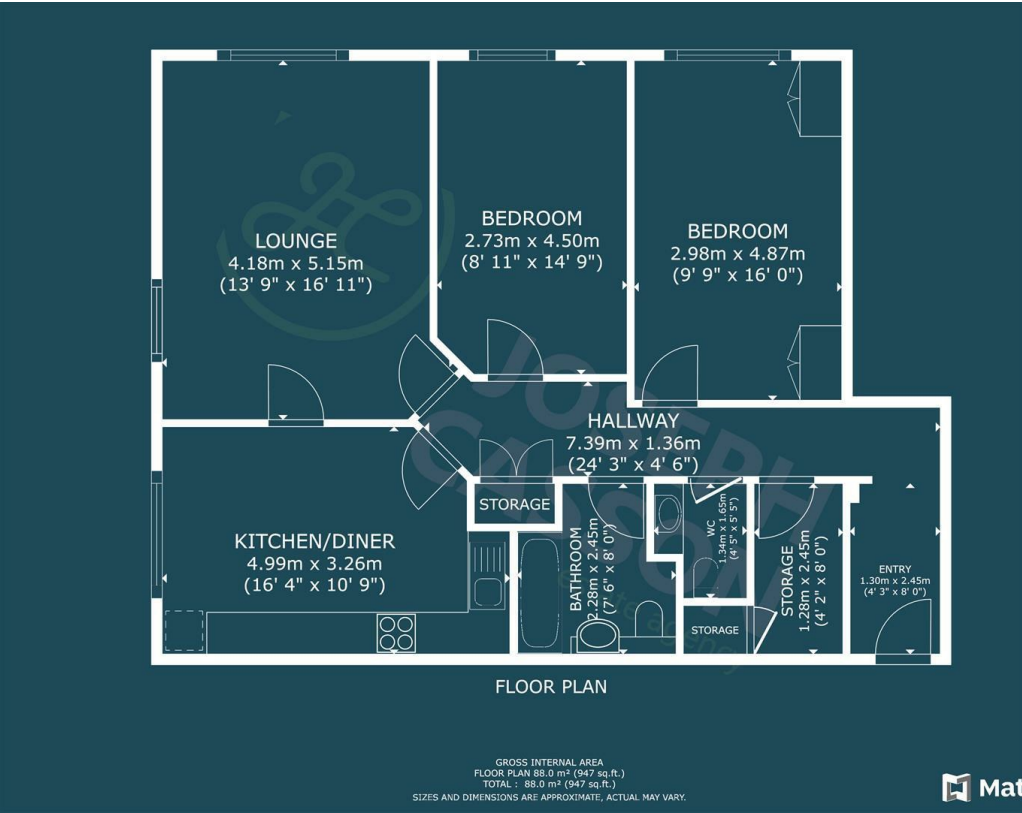 LOUNGE
4.18m x 5.15m
(13' 9" x 16' 11")
BEDROOM
2.73m x 4.50m
(8' 11" x 14' 9")
BEDROOM
2.98m x 4.87m
(9' 9" x 16' 0")
HALLWAY
7.39m x 1.36m
(24' 3" x 4' 6")
JOSEPH
CASSON
estate agency
STORAGE
KITCHEN/DINER
4.99m x 3.26m
(16' 4" x 10' 9")
BATHROOM
2.28m x 2.45m
(7' 6" x 8' 0")
WC
1.34m x 1.65m
(4' 5" x 5' 5")
STORAGE
STORAGE
1.28m x 2.45m
(4' 2" x 8' 0")
ENTRY
1.30m x 2.45m
(4' 3" x 8' 0")
FLOOR PLAN
GROSS INTERNAL AREA
FLOOR PLAN 88.0 m² (947 sq.ft.)
TOTAL : 88.0 m² (947 sq.ft.)
SIZES AND DIMENSIONS ARE APPROXIMATE, ACTUAL MAY VARY.
Mat